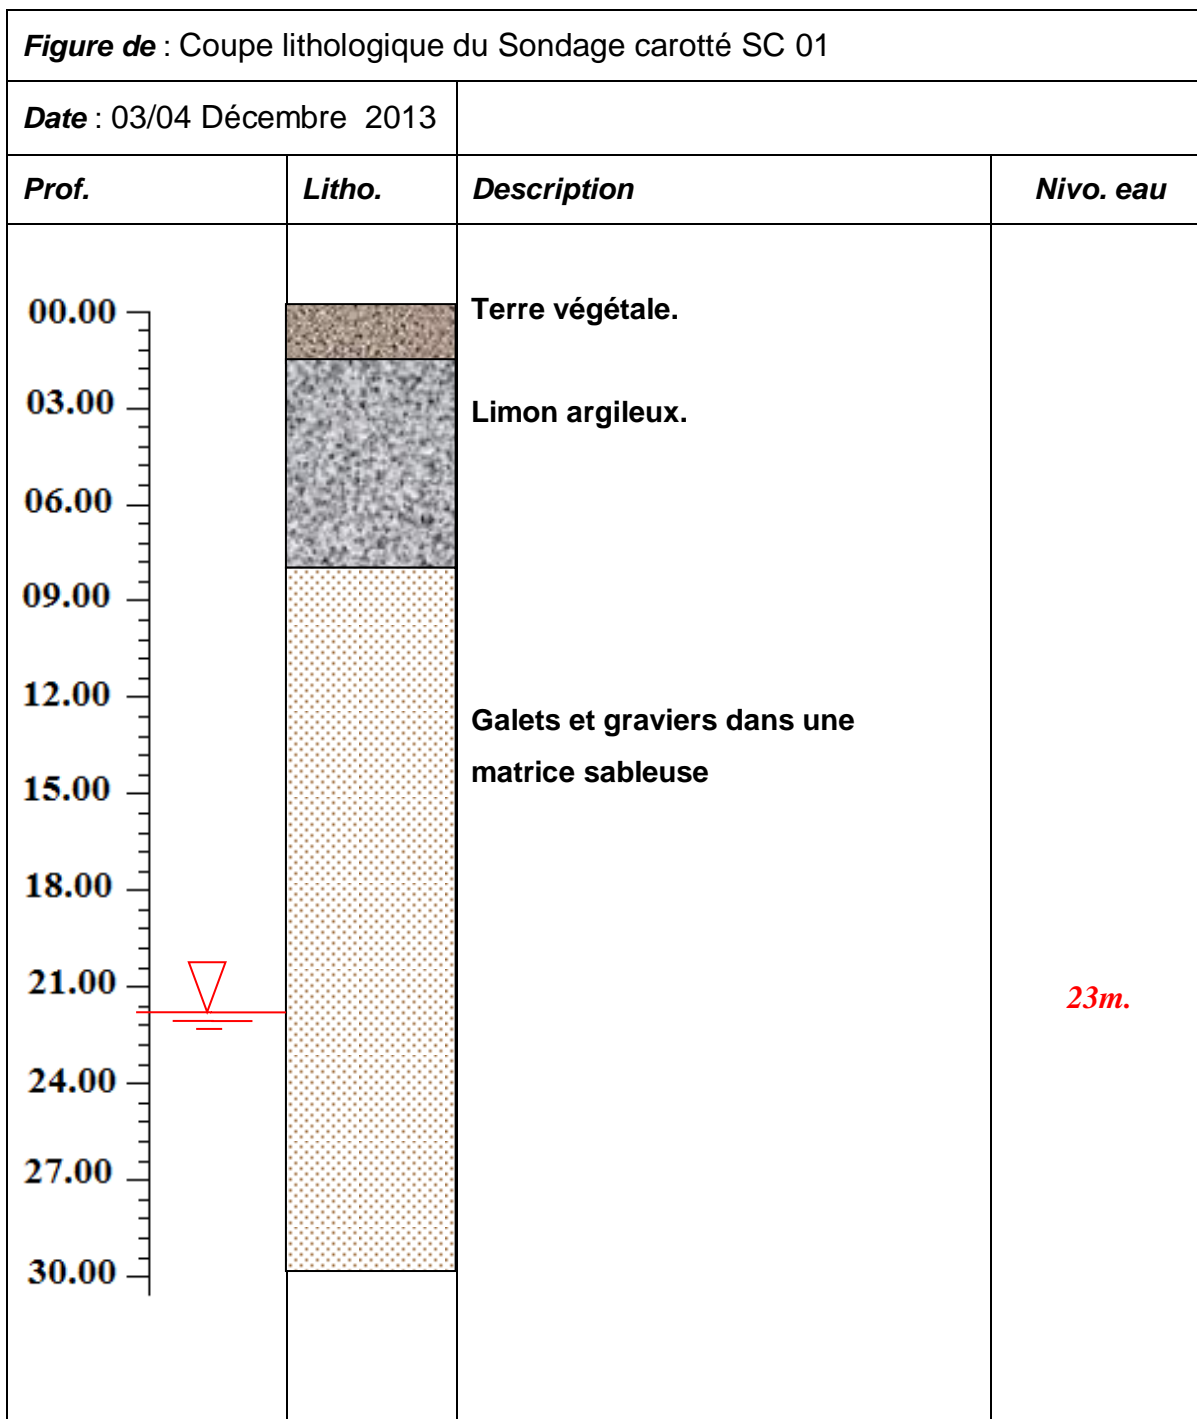 Figure de : Coupe lithologique du Sondage carotté SC 01
Date : 03/04 Décembre 2013
Prof. Litho. Description Nivo. eau
00.00 Terre végétale.
03.00 Limon argileux.
06.00
09.00
12.00
Galets et graviers dans une
matrice sableuse
15.00
18.00
21.00 23m.
24.00
27.00
30.00